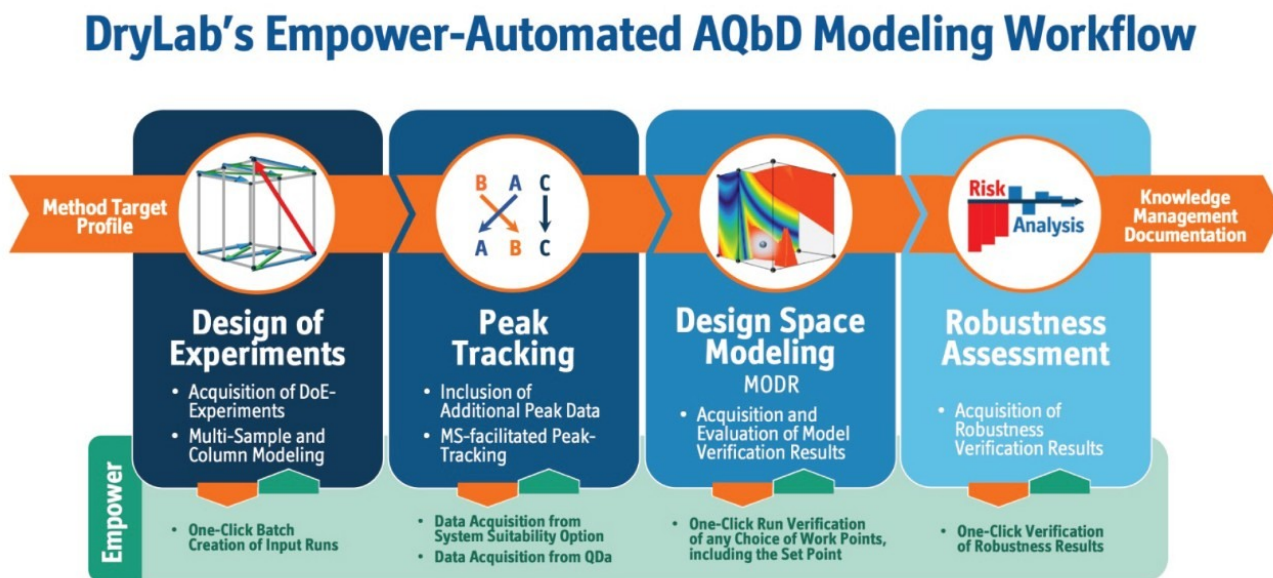 DryLab's Empower-Automated AQbD Modeling Workflow
Method Target
Profile
B A C
A B C
Risk
Analysis
Knowledge
Management
Documentation
Design of
Experiments
• Acquisition of DoE-
Experiments
• Multi-Sample and
Column Modeling
Peak
Tracking
• Inclusion of
Additional Peak Data
• MS-facilitated Peak-
Tracking
Design Space
Modeling
MODR
• Acquisition and
Evaluation of Model
Verification Results
Robustness
Assessment
• Acquisition of
Robustness
Verification Results
Empower
• One-Click Batch
Creation of Input Runs
• Data Acquisition from
System Suitability Option
• Data Acquisition from QDa
• One-Click Run Verification
of any Choice of Work Points,
including the Set Point
• One-Click Verification
of Robustness Results